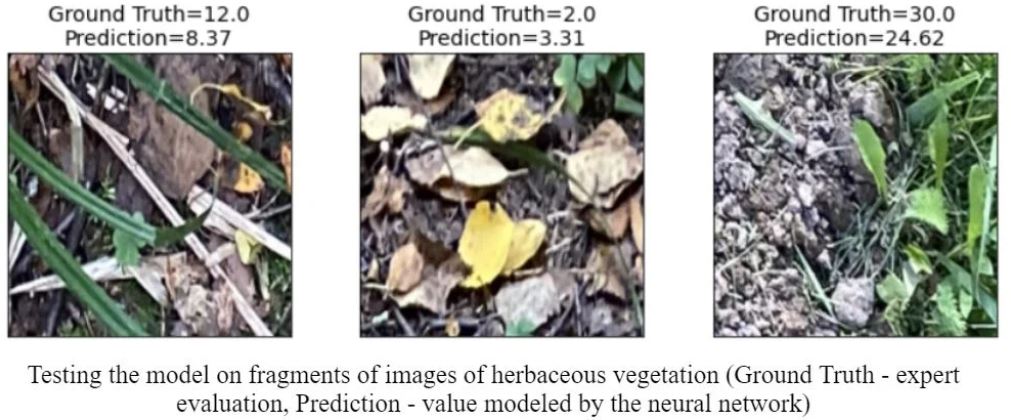 Ground Truth=12.0
Prediction=8.37
Ground Truth=2.0
Prediction=3.31
Ground Truth=30.0
Prediction=24.62
Testing the model on fragments of images of herbaceous vegetation (Ground Truth - expert
evaluation, Prediction - value modeled by the neural network)